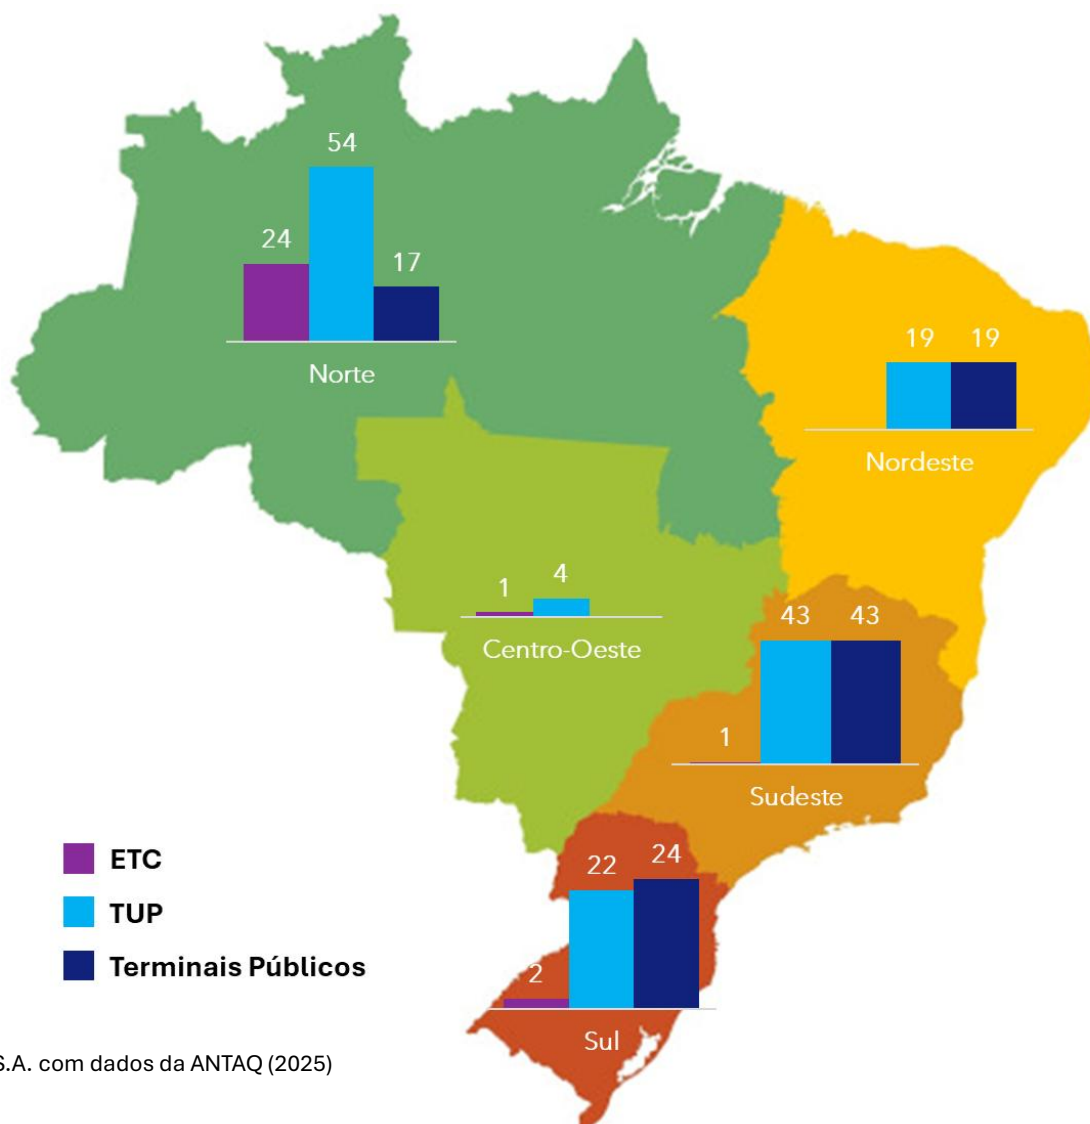 54
24
17
Norte
19 19
Nordeste
1 4
Centro-Oeste
43 43
1
Sudeste
22 24
2
Sul
ETC
TUP
Terminais Públicos
S.A. com dados da ANTAQ (2025)